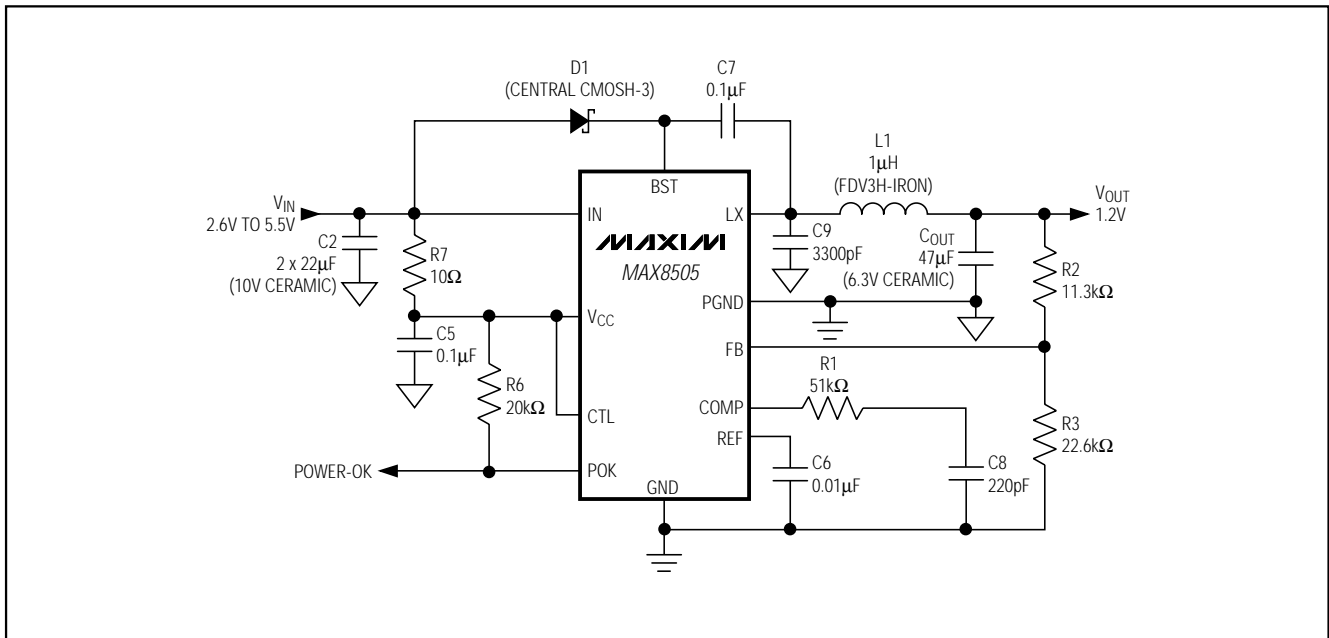 D1
(CENTRAL CMOSH-3)
C7
0.1µF
L1
1µH
(FDV3H-IRON)
VIN
2.6V TO 5.5V
C2
2 x 22µF
(10V CERAMIC)
R7
10Ω
C5
0.1µF
R6
20kΩ
POWER-OK
BST
IN
LX
MAXIM
MAX8505
PGND
VCC
FB
CTL
COMP
REF
POK
GND
C9
3300pF
COUT
47µF
(6.3V CERAMIC)
VOUT
1.2V
R2
11.3kΩ
R1
51kΩ
R3
22.6kΩ
C6
0.01µF
C8
220pF